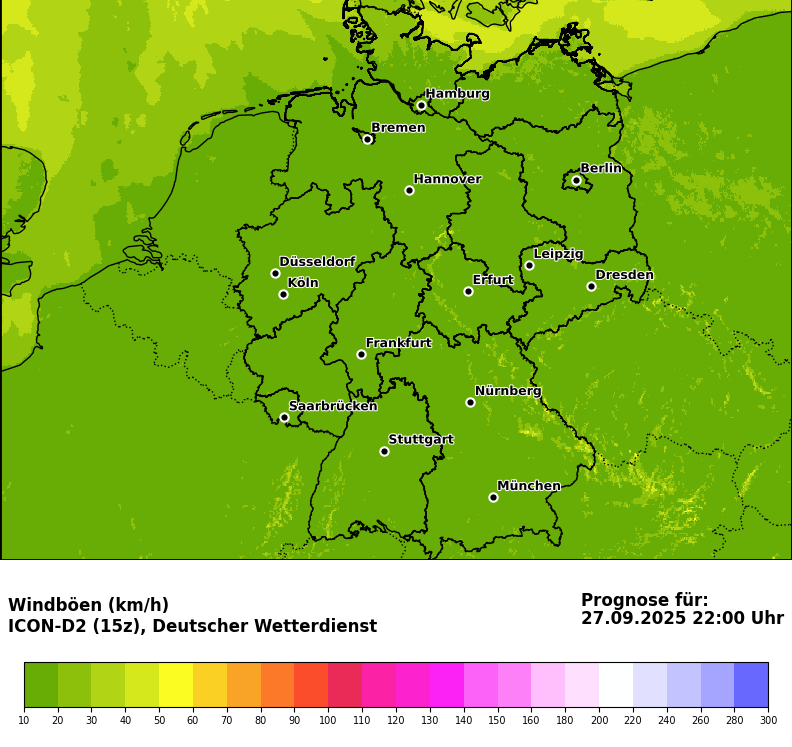 Hamburg
Bremen
Berlin
Hannover
Leipzig
Düsseldorf
Dresden
Erfurt
Köln
Frankfurt
Nürnberg
Saarbrücken
Stuttgart
München
Windböen (km/h)
ICON-D2 (15z), Deutscher Wetterdienst
Prognose für:
27.09.2025 22:00 Uhr
10 20 30 40 50 60 70 80 90 100 110 120 130 140 150 160 180 200 220 240 260 280 300